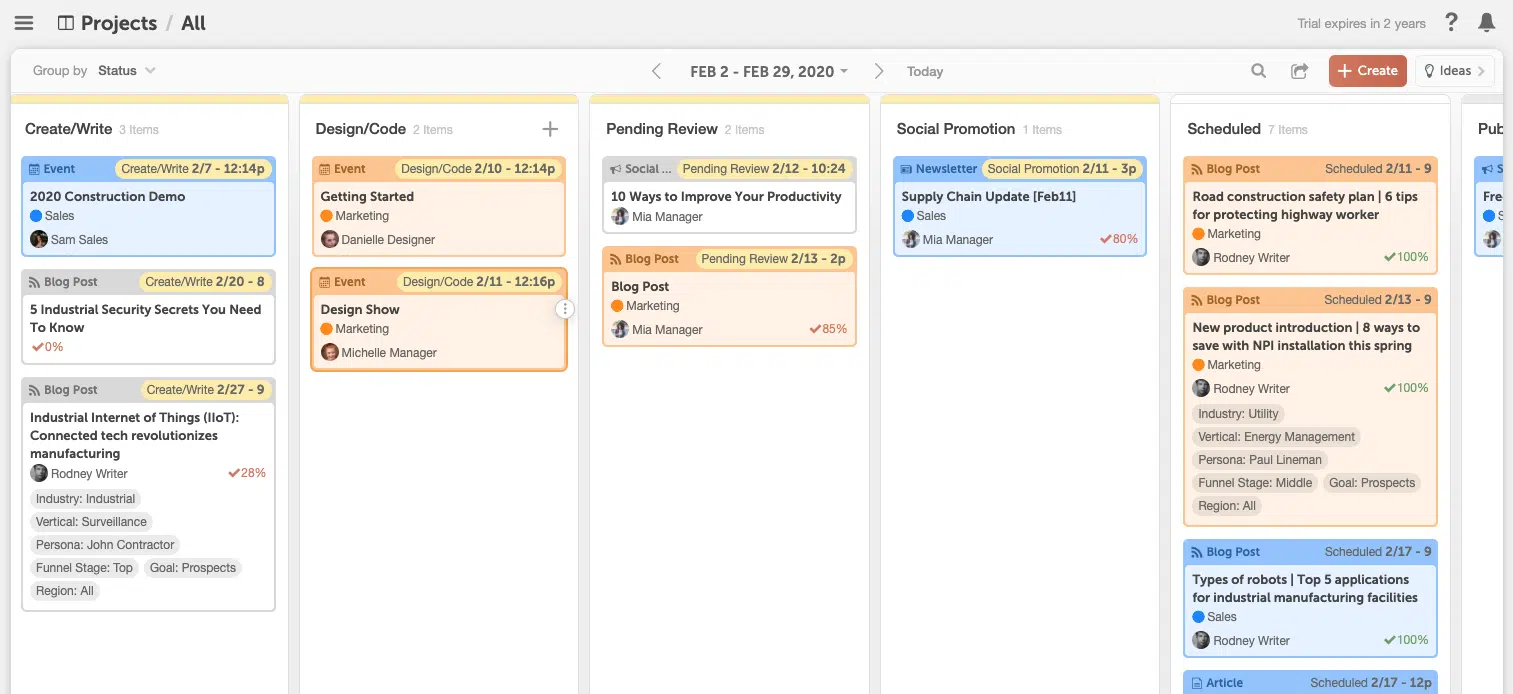 Projects / All
Trial expires in 2 years
?
Group by Status
FEB 2 - FEB 29, 2020
Today
+ Create
Ideas
Create/Write 3 Items
Event Create/Write 2/7 - 12:14p
2020 Construction Demo
Sales
Sam Sales
Blog Post Create/Write 2/20 - 8
5 Industrial Security Secrets You Need
To Know
0%
Blog Post Create/Write 2/27 - 9
Industrial Internet of Things (IIoT):
Connected tech revolutionizes
manufacturing
Rodney Writer 28%
Industry: Industrial
Vertical: Surveillance
Persona: John Contractor
Funnel Stage: Top Goal: Prospects
Region: All
Design/Code 2 Items +
Event Design/Code 2/10 - 12:14p
Getting Started
Marketing
Danielle Designer
Event Design/Code 2/11 - 12:16p
Design Show
Marketing
Michelle Manager
Pending Review 2 Items
Social ... Pending Review 2/12 - 10:24
10 Ways to Improve Your Productivity
Mia Manager
Blog Post Pending Review 2/13 - 2p
Blog Post
Marketing
Mia Manager 85%
Social Promotion 1 Items
Newsletter Social Promotion 2/11 - 3p
Supply Chain Update [Feb11]
Sales
Mia Manager 80%
Scheduled 7 Items
Blog Post Scheduled 2/11 - 9
Road construction safety plan | 6 tips
for protecting highway worker
Marketing
Rodney Writer 100%
Blog Post Scheduled 2/13 - 9
New product introduction | 8 ways to
save with NPI installation this spring
Marketing
Rodney Writer 100%
Industry: Utility
Vertical: Energy Management
Persona: Paul Lineman
Funnel Stage: Middle Goal: Prospects
Region: All
Blog Post Scheduled 2/17 - 9
Types of robots | Top 5 applications
for industrial manufacturing facilities
Sales
Rodney Writer 100%
Article Scheduled 2/17 - 12p
Pub
S
Fre
S